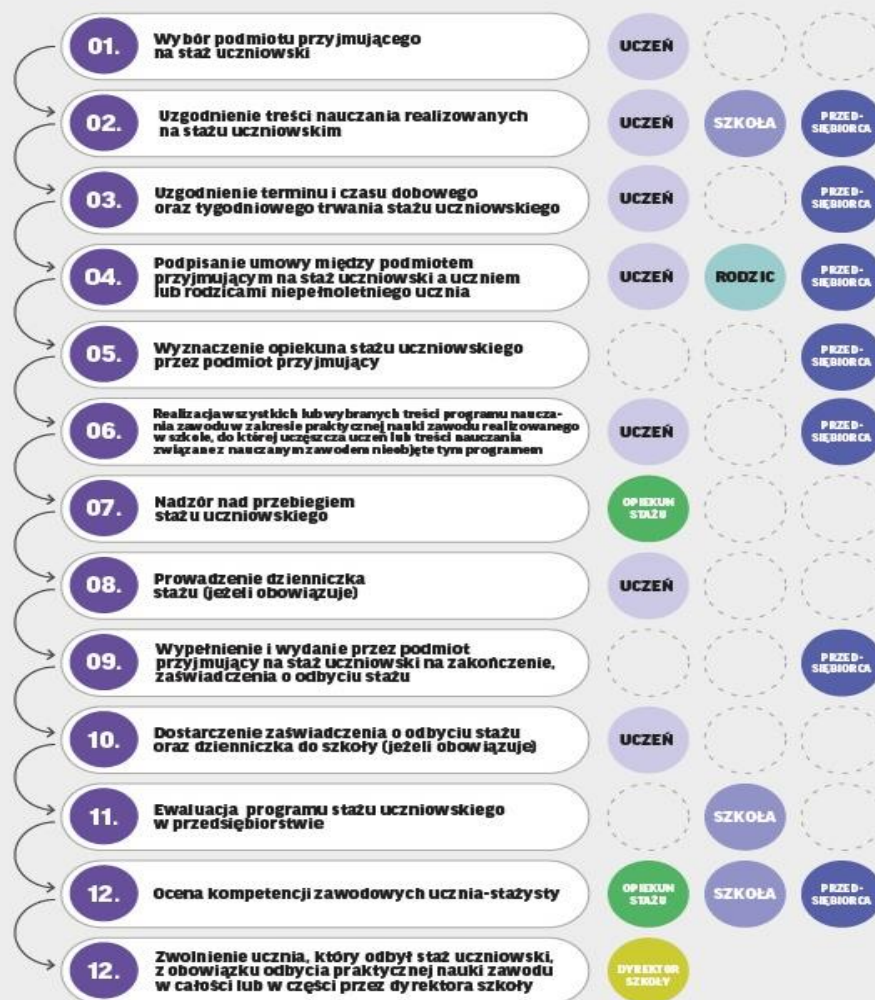 01.
Wybór podmiotu przyjmującego
na staż uczniowski
UCZEŃ
02.
Uzgodnienie treści nauczania realizowanych
na stażu uczniowskim
UCZEŃ
SZKOŁA
PRZED-
SIĘBIORCA
03.
Uzgodnienie terminu i czasu dobowego
oraz tygodniowego trwania stażu uczniowskiego
UCZEŃ
PRZED-
SIĘBIORCA
04.
Podpisanie umowy między podmiotem
przyjmującym na staż uczniowski a uczniem
lub rodzicami niepełnoletniego ucznia
UCZEŃ
RODZIC
PRZED-
SIĘBIORCA
05.
Wyznaczenie opiekuna stażu uczniowskiego
przez podmiot przyjmujący
PRZED-
SIĘBIORCA
06.
Realizacja wszystkich lub wybranych treści programu naucza-
nia zawodu w zakresie praktycznej nauki zawodu realizowanego
w szkole, do której uczęszcza uczeń lub treści nauczania
związane z nauczanym zawodem nieobjęte tym programem
UCZEŃ
PRZED-
SIĘBIORCA
07.
Nadzór nad przebiegiem
stażu uczniowskiego
OPIEKUN
STAŻU
08.
Prowadzenie dzienniczka
stażu (jeżeli obowiązuje)
UCZEŃ
09.
Wypełnienie i wydanie przez podmiot
przyjmujący na staż uczniowski na zakończenie,
zaświadczenia o odbyciu stażu
PRZED-
SIĘBIORCA
10.
Dostarczenie zaświadczenia o odbyciu stażu
oraz dzienniczka do szkoły (jeżeli obowiązuje)
UCZEŃ
11.
Ewaluacja programu stażu uczniowskiego
w przedsiębiorstwie
SZKOŁA
12.
Ocena kompetencji zawodowych ucznia-stażysty
OPIEKUN
STAŻU
SZKOŁA
PRZED-
SIĘBIORCA
12.
Zwolnienie ucznia, który odbył staż uczniowski,
z obowiązku odbycia praktycznej nauki zawodu
w całości lub w części przez dyrektora szkoły
DYREKTOR
SZKOŁY